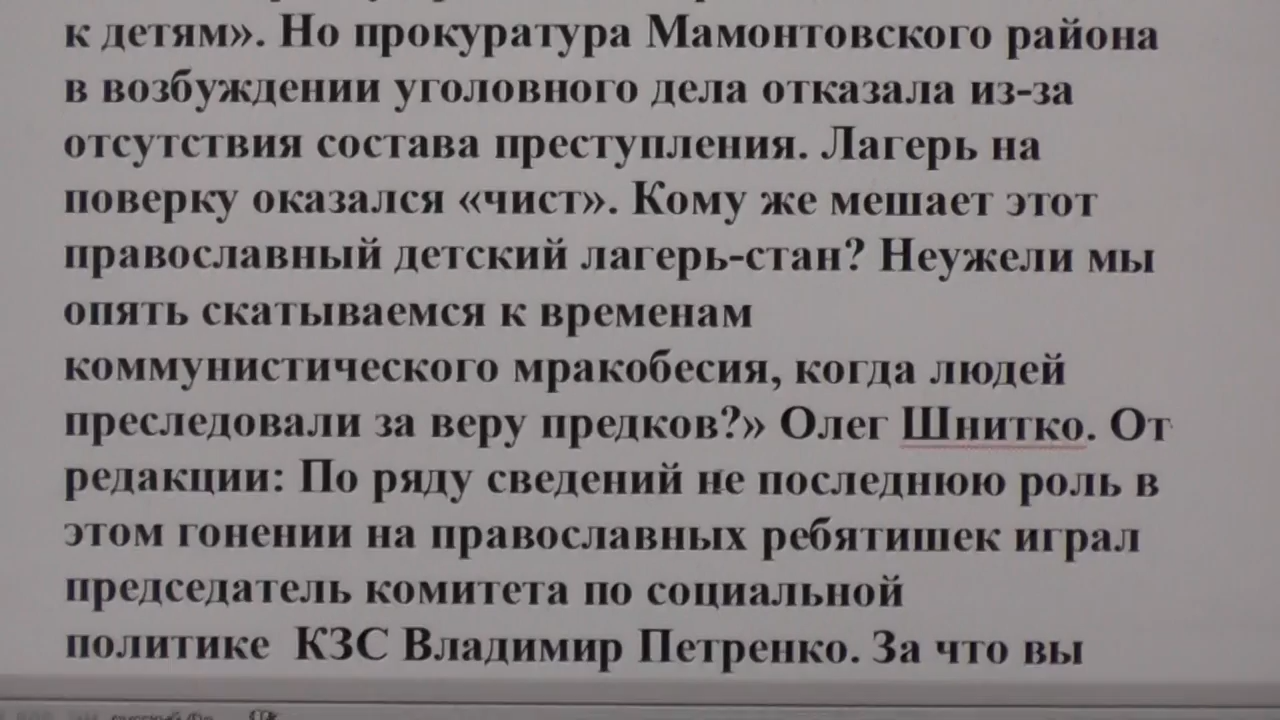 к детям». Но прокуратура Мамонтовского района
в возбуждении уголовного дела отказала из-за
отсутствия состава преступления. Лагерь на
поверку оказался «чист». Кому же мешает этот
православный детский лагерь-стан? Неужели мы
опять скатываемся к временам
коммунистического мракобесия, когда людей
преследовали за веру предков?» Олег Шнитко. От
редакции: По ряду сведений не последнюю роль в
этом гонении на православных ребятишек играл
председатель комитета по социальной
политике КЗС Владимир Петренко. За что вы